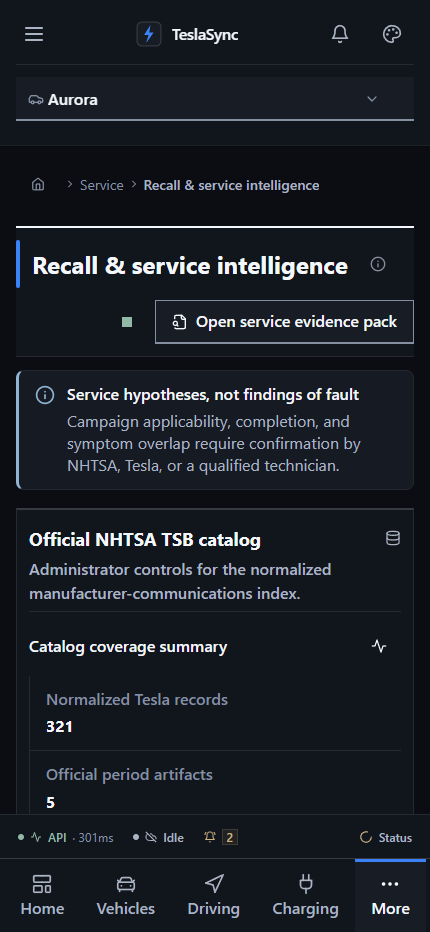 TeslaSync
Aurora
Service
Recall & service intelligence
Recall & service intelligence
Open service evidence pack
Service hypotheses, not findings of fault
Campaign applicability, completion, and
symptom overlap require confirmation by
NHTSA, Tesla, or a qualified technician.
Official NHTSA TSB catalog
Administrator controls for the normalized
manufacturer-communications index.
Catalog coverage summary
Normalized Tesla records
321
Official period artifacts
5
API · 301ms
Idle
2
Status
Home
Vehicles
Driving
Charging
More